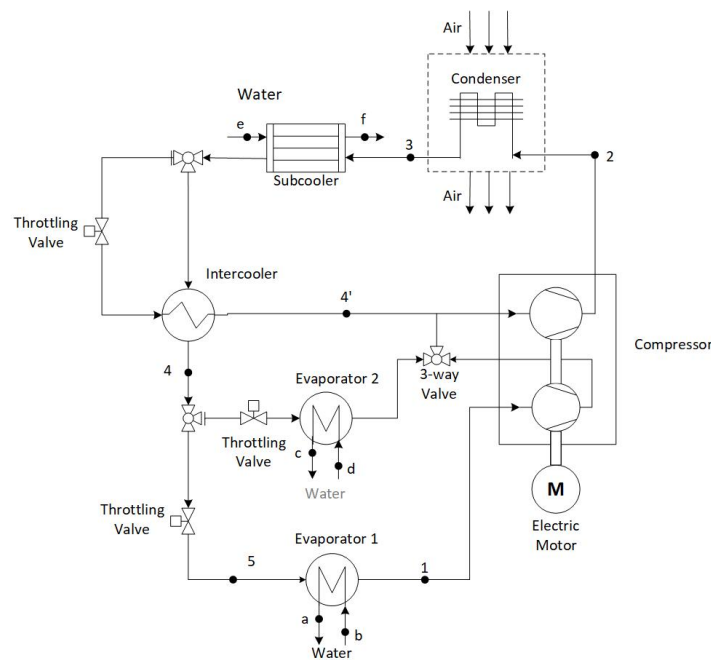 Air
Condenser
Water
e
f
3
2
Subcooler
Air
Throttling
Valve
Intercooler
4'
Compressor
4
Evaporator 2
3-way
Valve
Throttling
Valve
c
d
Water
M
Throttling
Valve
Electric
Motor
Evaporator 1
5
1
a
b
Water